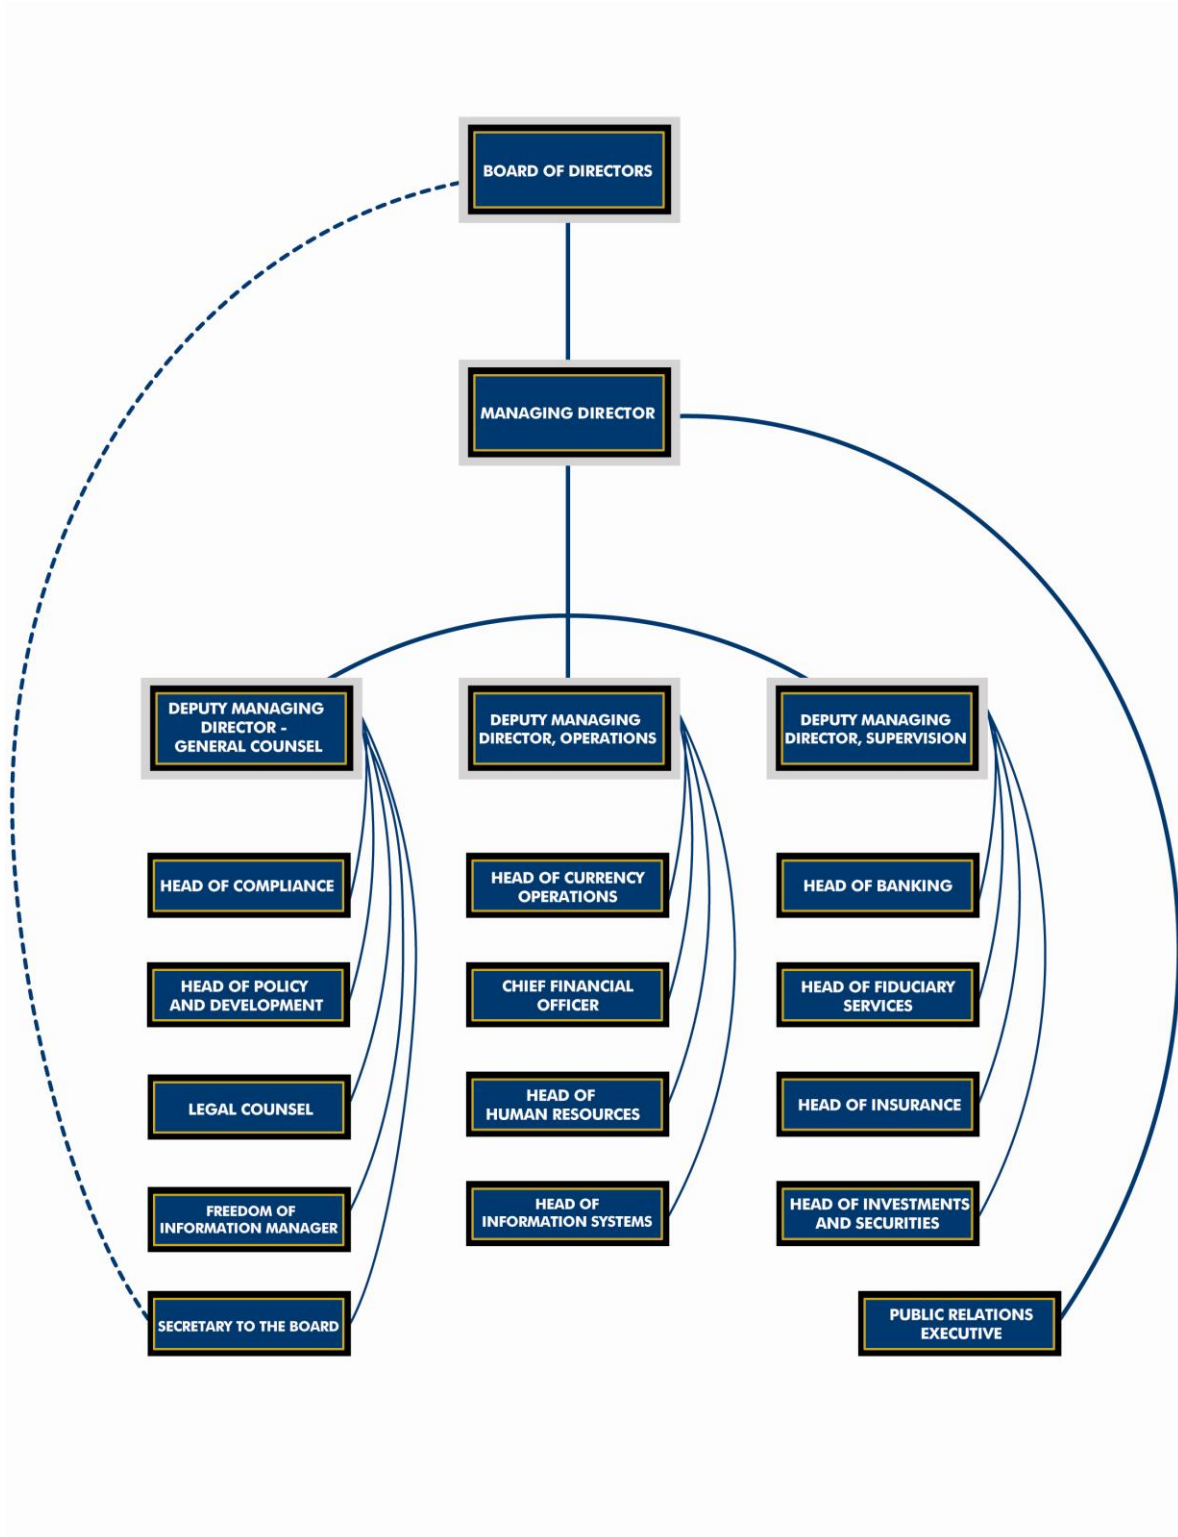 BOARD OF DIRECTORS
MANAGING DIRECTOR
DEPUTY MANAGING
DIRECTOR -
GENERAL COUNSEL
DEPUTY MANAGING
DIRECTOR, OPERATIONS
DEPUTY MANAGING
DIRECTOR, SUPERVISION
HEAD OF COMPLIANCE
HEAD OF CURRENCY
OPERATIONS
HEAD OF BANKING
HEAD OF POLICY
AND DEVELOPMENT
CHIEF FINANCIAL
OFFICER
HEAD OF FIDUCIARY
SERVICES
LEGAL COUNSEL
HEAD OF
HUMAN RESOURCES
HEAD OF INSURANCE
FREEDOM OF
INFORMATION MANAGER
HEAD OF
INFORMATION SYSTEMS
HEAD OF INVESTMENTS
AND SECURITIES
SECRETARY TO THE BOARD
PUBLIC RELATIONS
EXECUTIVE